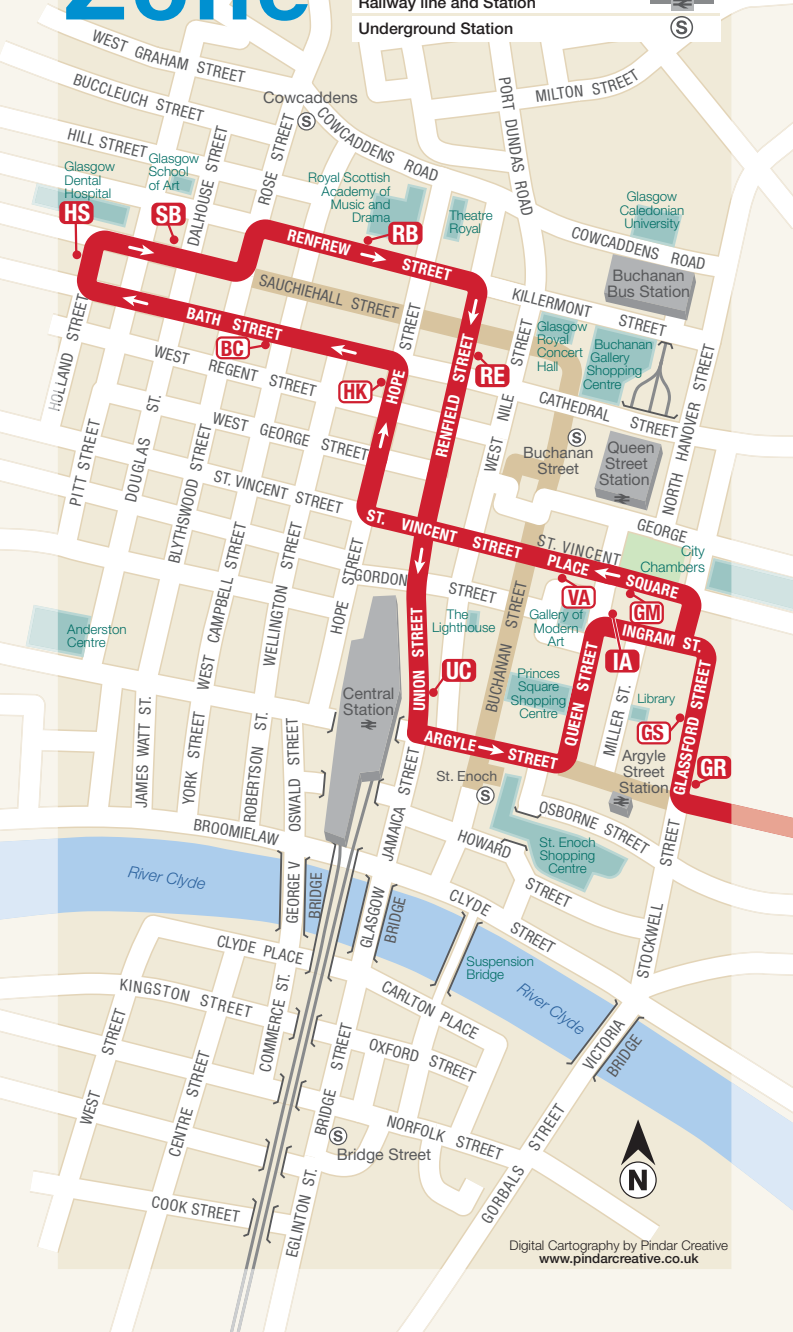 Zone
Railway line and Station
Underground Station
S
WEST GRAHAM STREET
BUCCLEUCH STREET
HILL STREET
Cowcaddens
S
COWCADDENS ROAD
PORT DUNDAS ROAD
MILTON STREET
Glasgow
Dental
Hospital
Glasgow
School
of Art
DALHOUSE STREET
ROSE STREET
Royal Scottish
Academy of
Music and
Drama
Theatre
Royal
Glasgow
Caledonian
University
COWCADDENS ROAD
HS
SB
RB
RENFREW STREET
Buchanan
Bus Station
SAUCHIEHALL STREET
KILLERMONT STREET
BATH STREET
BC
HOPE STREET
HK
RENFIELD STREET
RE
WEST NILE STREET
Glasgow
Royal
Concert
Hall
Buchanan
Gallery
Shopping
Centre
NORTH HANOVER STREET
HOLLAND STREET
WEST REGENT STREET
CATHEDRAL STREET
PITT STREET
DOUGLAS ST.
BLYTHSWOOD STREET
WEST GEORGE STREET
S
Buchanan
Street
Queen
Street
Station
ST. VINCENT STREET
ST. VINCENT STREET
ST. VINCENT
PLACE
GEORGE
SQUARE
City
Chambers
WEST CAMPBELL STREET
WELLINGTON STREET
HOPE STREET
GORDON STREET
VA
GM
INGRAM ST.
IA
Anderston
Centre
The
Lighthouse
BUCHANAN STREET
Gallery of
Modern
Art
UNION STREET
UC
Princes
Square
Shopping
Centre
QUEEN STREET
MILLER ST.
Library
GS
GLASSFORD STREET
GR
Central
Station
JAMES WATT ST.
YORK STREET
ROBERTSON ST.
OSWALD STREET
ARGYLE STREET
Argyle
Street
Station
St. Enoch
S
JAMAICA STREET
OSBORNE STREET
BROOMIELAW
HOWARD STREET
St. Enoch
Shopping
Centre
STOCKWELL STREET
River Clyde
GEORGE V
BRIDGE
GLASGOW
BRIDGE
CLYDE STREET
CLYDE PLACE
Suspension
Bridge
River Clyde
KINGSTON STREET
COMMERCE ST.
CARLTON PLACE
VICTORIA
BRIDGE
WEST STREET
CENTRE STREET
BRIDGE STREET
OXFORD STREET
NORFOLK STREET
S
Bridge Street
GORBALS STREET
COOK STREET
EGLINTON ST.
N
Digital Cartography by Pindar Creative
www.pindarcreative.co.uk